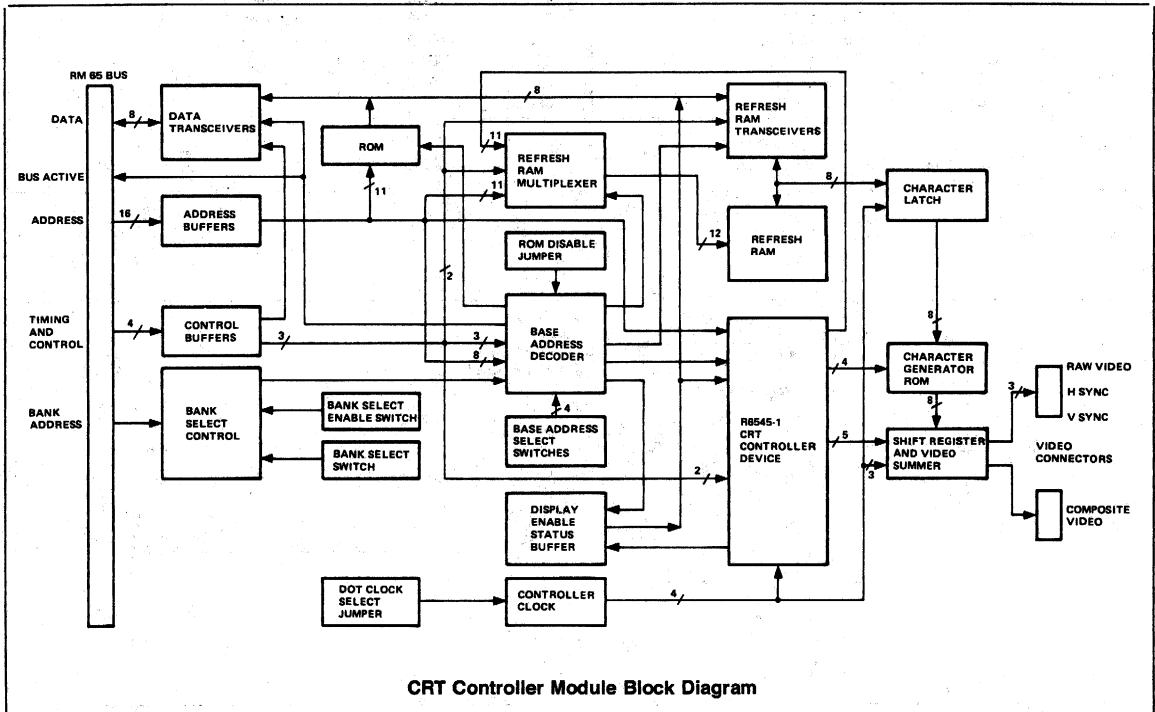 RM 65 BUS
DATA
8
DATA
TRANSCEIVERS
BUS ACTIVE
ADDRESS
16
ADDRESS
BUFFERS
TIMING
AND
CONTROL
4
CONTROL
BUFFERS
3
BANK
ADDRESS
BANK
SELECT
CONTROL
BANK SELECT
ENABLE SWITCH
BANK SELECT
SWITCH
ROM
11
8
11
11
REFRESH
RAM
MULTIPLEXER
ROM DISABLE
JUMPER
2
3
8
BASE
ADDRESS
DECODER
4
BASE ADDRESS
SELECT
SWITCHES
DISPLAY
ENABLE
STATUS
BUFFER
DOT CLOCK
SELECT
JUMPER
CONTROLLER
CLOCK
4
REFRESH
RAM
TRANSCEIVERS
8
12
REFRESH
RAM
R6545-1
CRT
CONTROLLER
DEVICE
2
4
5
CHARACTER
LATCH
8
CHARACTER
GENERATOR
ROM
8
SHIFT REGISTER
AND VIDEO
SUMMER
3
3
RAW VIDEO
H SYNC
V SYNC
VIDEO
CONNECTORS
COMPOSITE
VIDEO
CRT Controller Module Block Diagram